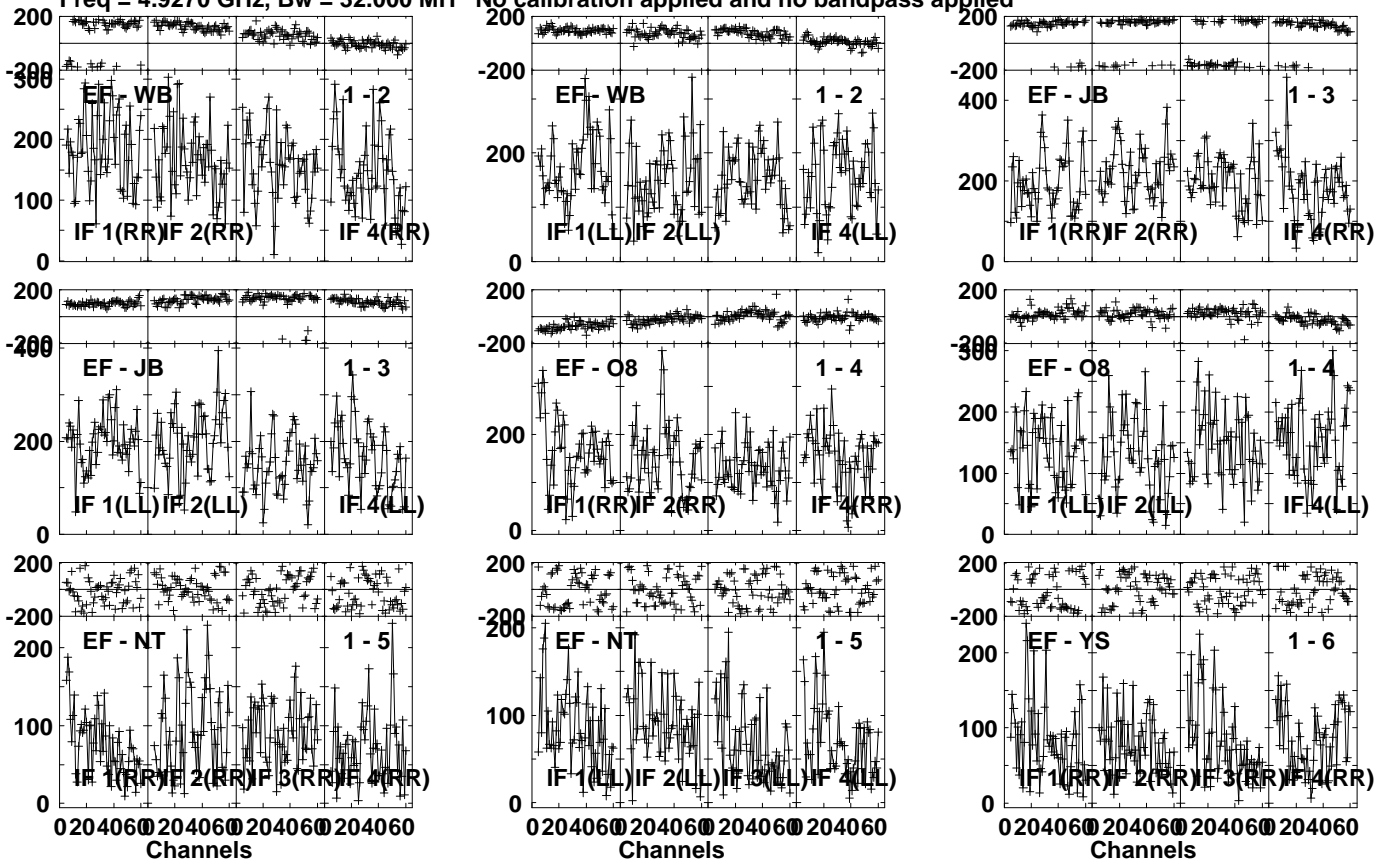 Freq = 4.9270 GHz, Bw = 32.000 MH No calibration applied and no bandpass applied
200
-200
300
200
100
0
EF - WB 1 - 2
IF 1(RR) IF 2(RR) IF 4(RR)
200
0
EF - WB 1 - 2
IF 1(LL) IF 2(LL) IF 4(LL)
200
-200
400
200
0
EF - JB 1 - 3
IF 1(RR) IF 2(RR) IF 4(RR)
200
-200
400
200
0
EF - JB 1 - 3
IF 1(LL) IF 2(LL) IF 4(LL)
200
-200
200
0
EF - O8 1 - 4
IF 1(RR) IF 2(RR) IF 4(RR)
200
-200
300
200
100
0
EF - O8 1 - 4
IF 1(LL) IF 2(LL) IF 4(LL)
200
-200
200
100
0
EF - NT 1 - 5
IF 1(RR) IF 2(RR) IF 3(RR) IF 4(RR)
0 20 40 60 0 20 40 60 0 20 40 60 0 20 40 60
Channels
200
-200
200
100
0
EF - NT 1 - 5
IF 1(LL) IF 2(LL) IF 3(LL) IF 4(LL)
0 20 40 60 0 20 40 60 0 20 40 60 0 20 40 60
Channels
200
-200
200
100
0
EF - YS 1 - 6
IF 1(RR) IF 2(RR) IF 3(RR) IF 4(RR)
0 20 40 60 0 20 40 60 0 20 40 60 0 20 40 60
Channels